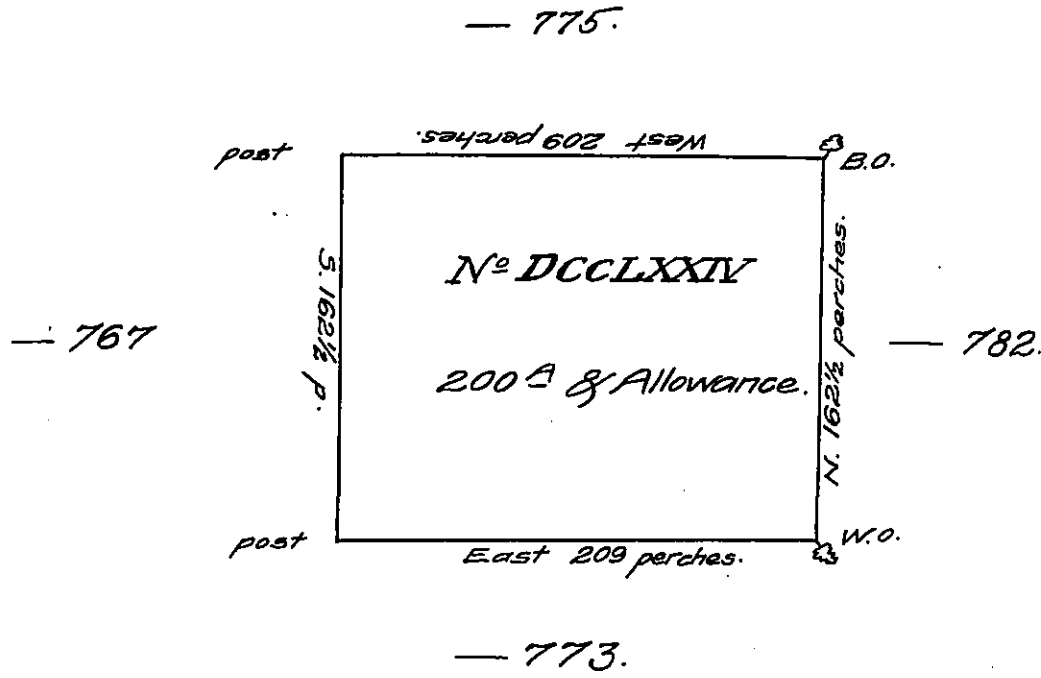 — 775.
West 209 perches.
post
B.O.
Nº DCCLXXIV
S. 162½ p.
N. 162½ perches.
— 767
— 782.
200 A & Allowance.
post
W.O.
East 209 perches.
— 773.